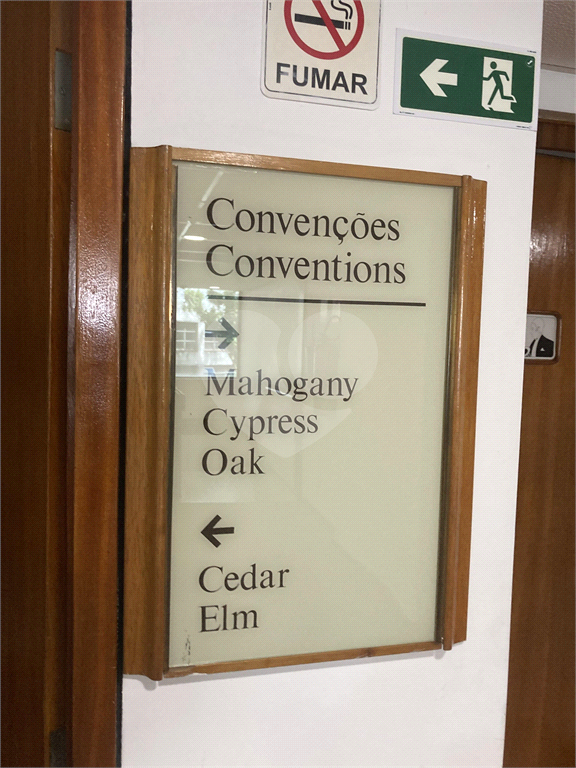 FUMAR
Convenções
Conventions
→
Mahogany
Cypress
Oak
←
Cedar
Elm